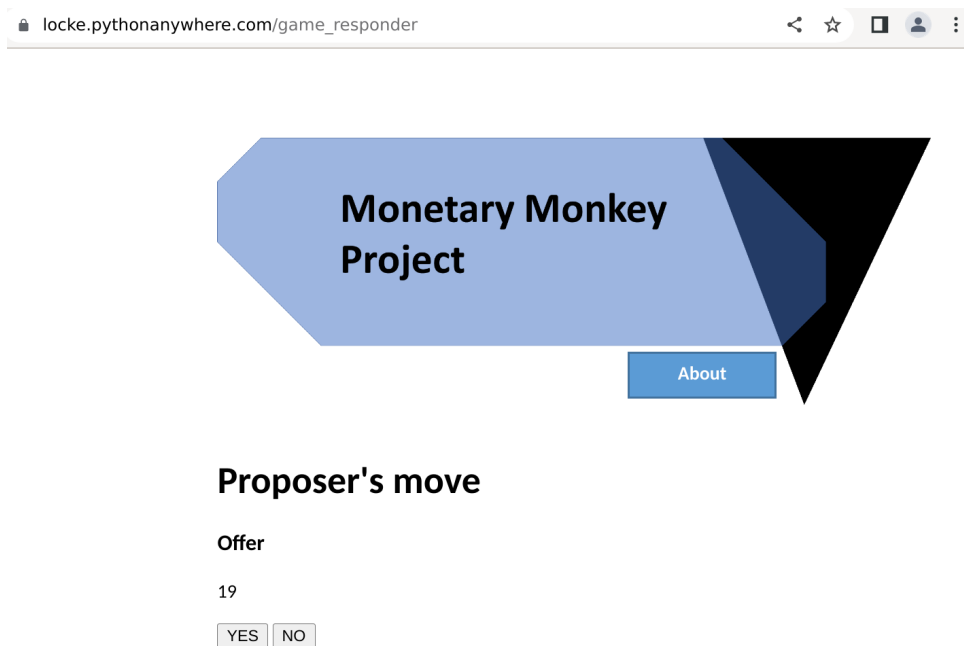 locke.pythonanywhere.com/game_responder
Monetary Monkey
Project
About
Proposer's move
Offer
19
YES NO